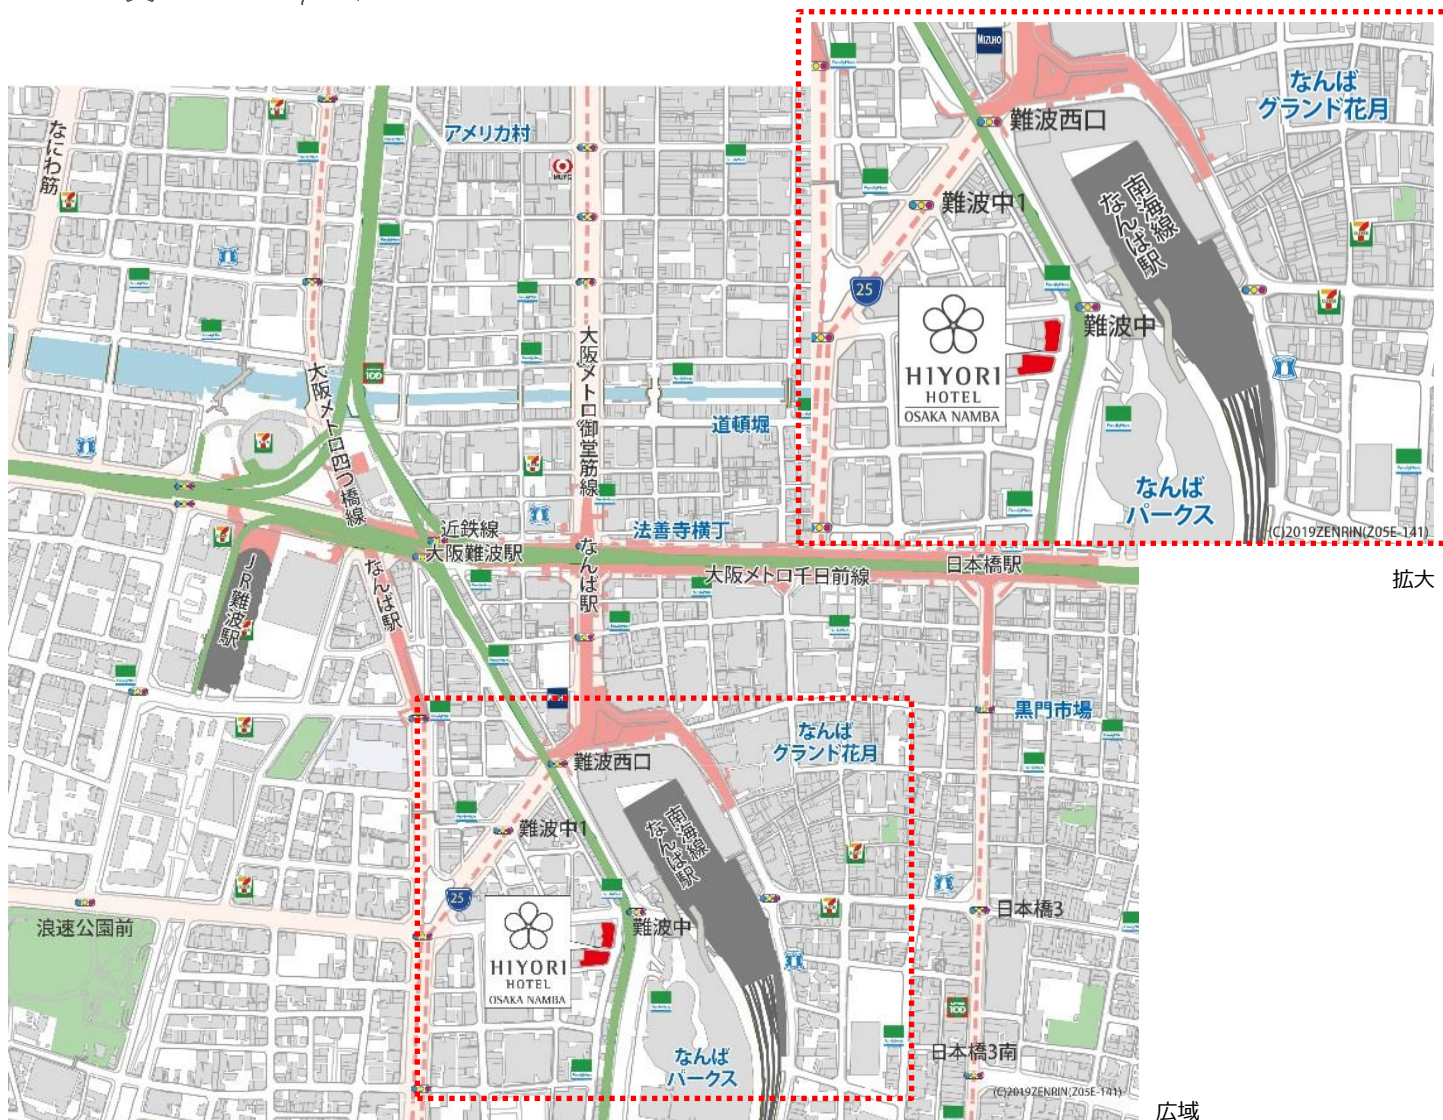 MIZUHO
なんば
グランド花月
難波西口
難波中1
南海線
なんば駅
25
難波中
HIYORI
HOTEL
OSAKA NAMBA
なんば
パークス
(C)2019ZENRIN(Z05E-141)
拡大
なにわ筋
アメリカ村
MUFG
大阪メトロ御堂筋線
大阪メトロ四つ橋線
道頓堀
近鉄線
大阪難波駅
法善寺横丁
なんば駅
なんば駅
大阪メトロ千日前線
日本橋駅
JR難波駅
黒門市場
なんば
グランド花月
難波西口
難波中1
南海線
なんば駅
25
難波中
日本橋3
浪速公園前
HIYORI
HOTEL
OSAKA NAMBA
なんば
パークス
日本橋3南
(C)2019ZENRIN(Z05E-141)
広域